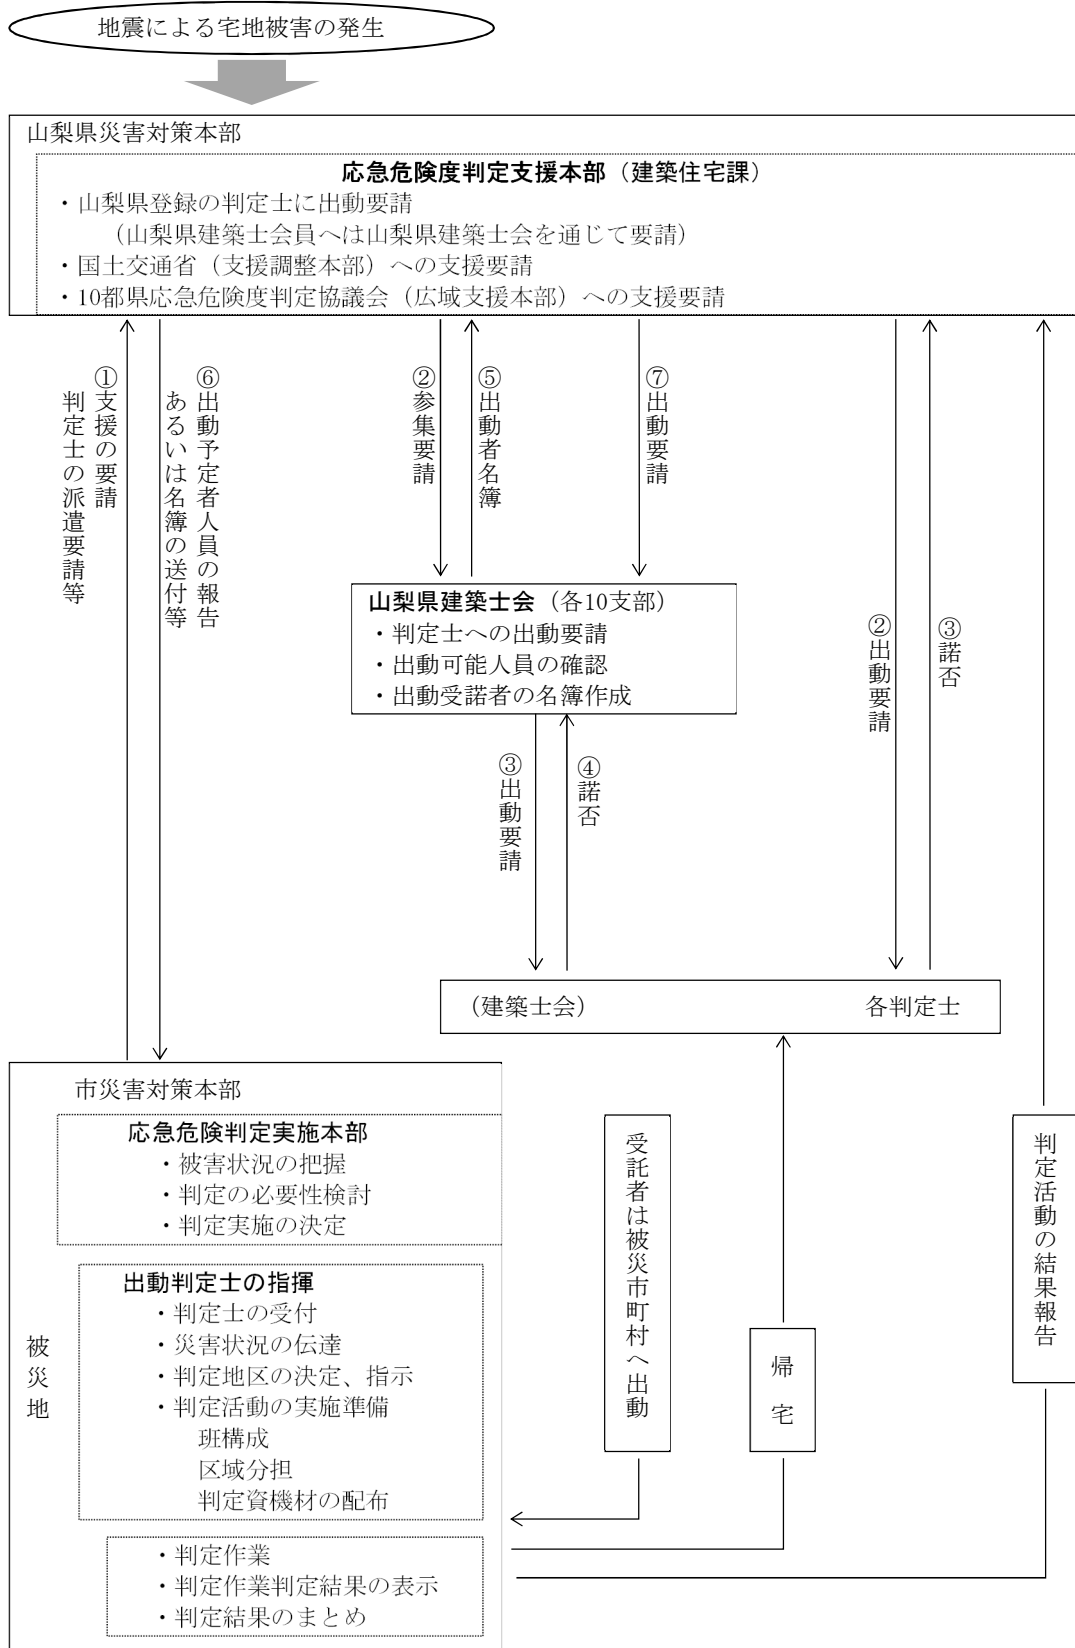 地震による宅地被害の発生
山梨県災害対策本部
応急危険度判定支援本部（建築住宅課）
・山梨県登録の判定士に出動要請
（山梨県建築士会員へは山梨県建築士会を通じて要請）
・国土交通省（支援調整本部）への支援要請
・10都県応急危険度判定協議会（広域支援本部）への支援要請
①支援の要請
判定士の派遣要請等
⑥出動予定者人員の報告
あるいは名簿の送付等
②参集要請
⑤出動者名簿
⑦出動要請
山梨県建築士会（各10支部）
・判定士への出動要請
・出動可能人員の確認
・出動受諾者の名簿作成
②出動要請
③諾否
③出動要請
④諾否
（建築士会）　各判定士
市災害対策本部
応急危険判定実施本部
・被害状況の把握
・判定の必要性検討
・判定実施の決定
出動判定士の指揮
・判定士の受付
・災害状況の伝達
・判定地区の決定、指示
・判定活動の実施準備
班構成
区域分担
判定資機材の配布
被災地
・判定作業
・判定作業判定結果の表示
・判定結果のまとめ
受託者は被災市町村へ出動
帰宅
判定活動の結果報告